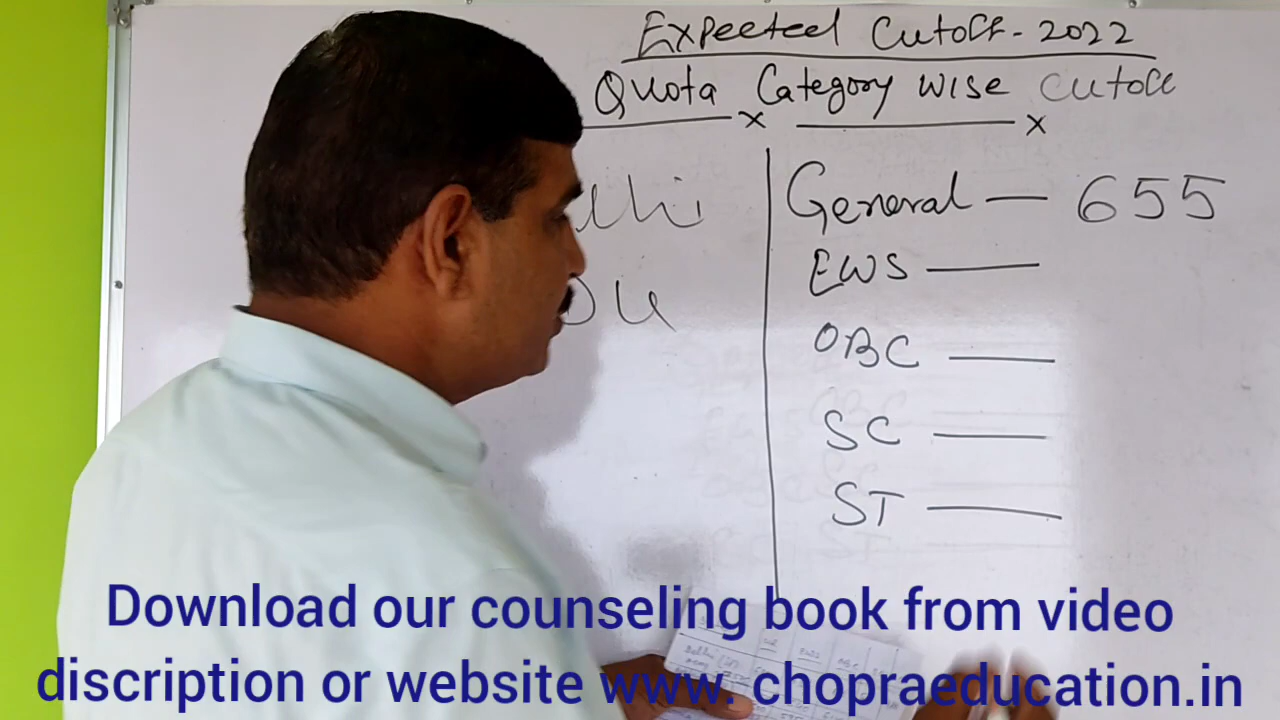 Expected Cutoff-2022
Quota Category wise cutoff
General — 655
EWS —
OBC —
SC —
ST —
Download our counseling book from video
discription or website www. chopraeducation.in